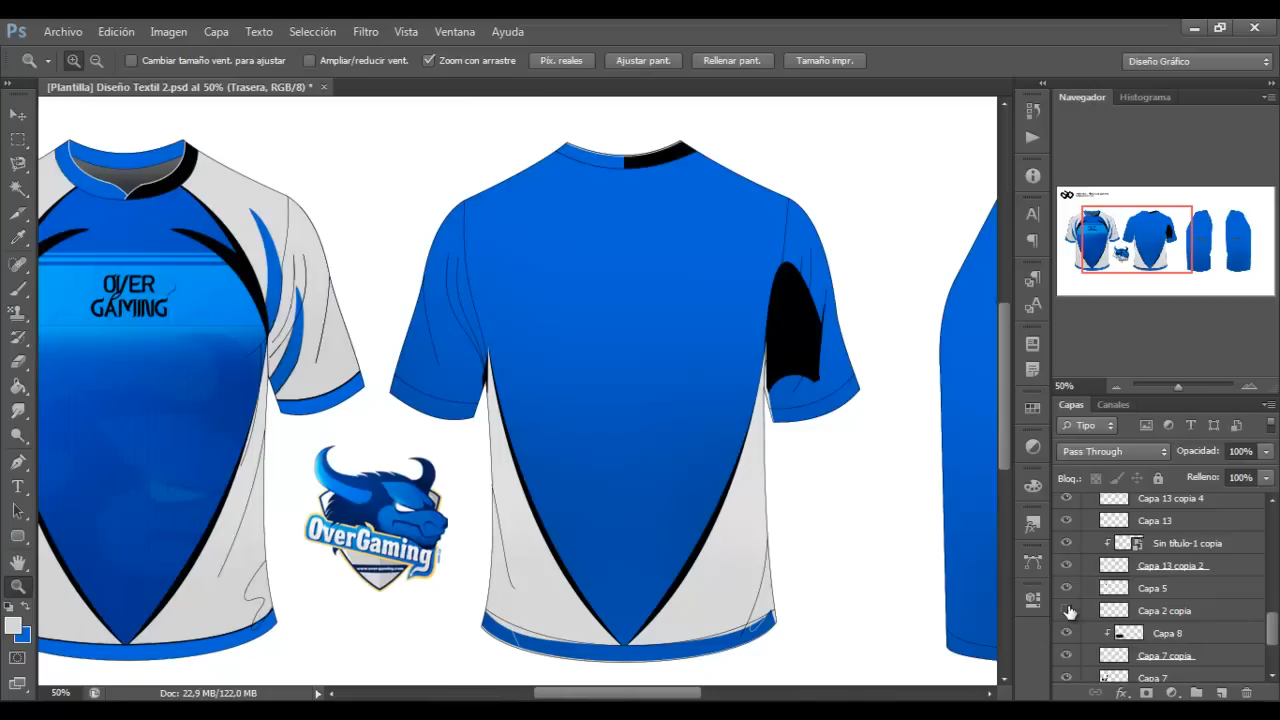 Ps Archivo Edición Imagen Capa Texto Selección Filtro Vista Ventana Ayuda
Cambiar tamaño vent. para ajustar Ampliar/reducir vent. Zoom con arrastre Píx. reales Ajustar pant. Rellenar pant. Tamaño impr. Diseño Gráfico
[Plantilla] Diseño Textil 2.psd al 50% (Trasera, RGB/8) *
Navegador Histograma
OVER
GAMING
OverGaming
www.over-gaming.com
50%
Capas Canales
Tipo
Pass Through Opacidad: 100%
Bloq.: Relleno: 100%
Capa 13 copia 4
Capa 13
Sin título-1 copia
Capa 13 copia 2
Capa 5
Capa 2 copia
Capa 8
Capa 7 copia
Capa 7
50% Doc: 22,9 MB/122,0 MB